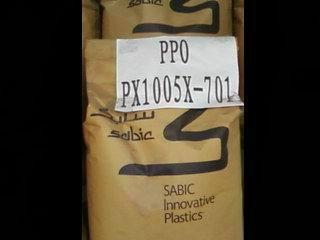 PPO
PX1005X-701
سابك
sabic
SABIC
Innovative
Plastics